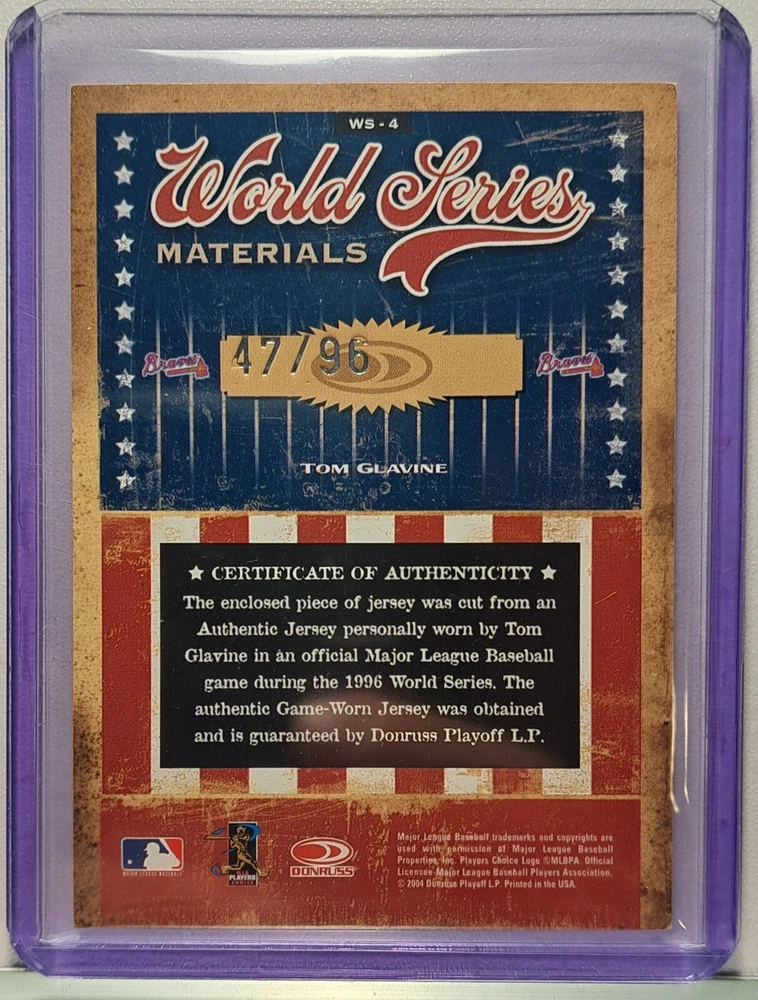 WS - 4
World Series
MATERIALS
Braves
47/96
Braves
TOM GLAVINE
★ CERTIFICATE OF AUTHENTICITY ★
The enclosed piece of jersey was cut from an
Authentic Jersey personally worn by Tom
Glavine in an official Major League Baseball
game during the 1996 World Series. The
authentic Game-Worn Jersey was obtained
and is guaranteed by Donruss Playoff L.P.
MAJOR LEAGUE BASEBALL
MLB
PLAYERS
CHOICE
DONRUSS
Major League Baseball trademarks and copyrights are
used with permission of Major League Baseball
Properties, Inc. Players Choice Logo ©MLBPA. Official
Licensee-Major League Baseball Players Association.
© 2004 Donruss Playoff L.P. Printed in the USA.